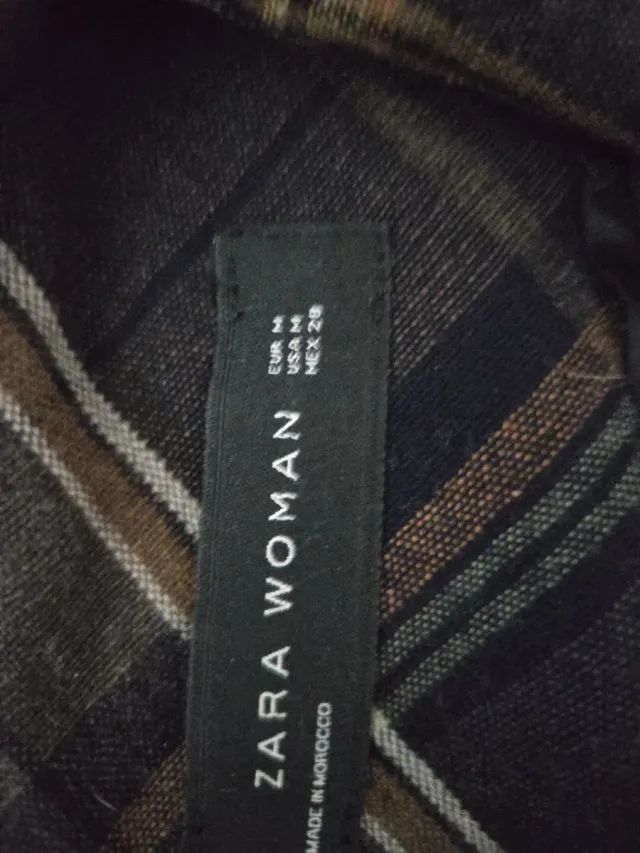 ZARA WOMAN
EUR M
USA M
MEX 28
MADE IN MOROCCO